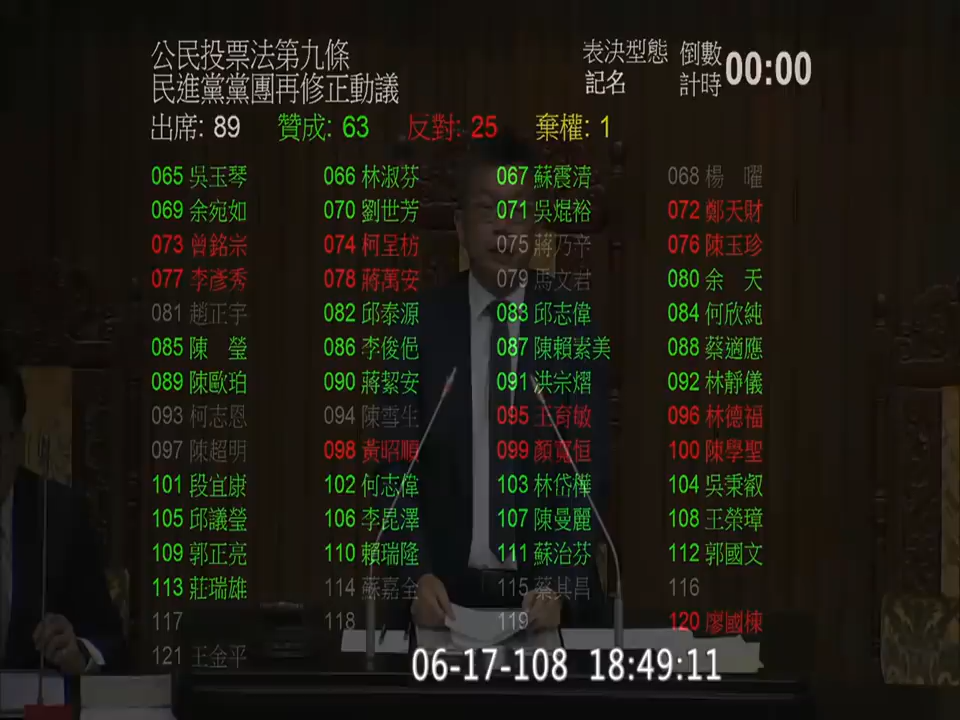 公民投票法第九條
民進黨黨團再修正動議
表決型態 記名
倒數計時 00:00
出席: 89 贊成: 63 反對: 25 棄權: 1
065 吳玉琴 066 林淑芬 067 蘇震清 068 楊 曜
069 余宛如 070 劉世芳 071 吳焜裕 072 鄭天財
073 曾銘宗 074 柯呈枋 075 蔣乃辛 076 陳玉珍
077 李彥秀 078 蔣萬安 079 馬文君 080 余 天
081 趙正宇 082 邱泰源 083 邱志偉 084 何欣純
085 陳 瑩 086 李俊俋 087 陳賴素美 088 蔡適應
089 陳歐珀 090 蔣絜安 091 洪宗熠 092 林靜儀
093 柯志恩 094 陳雪生 095 王育敏 096 林德福
097 陳超明 098 黃昭順 099 顏寬恒 100 陳學聖
101 段宜康 102 何志偉 103 林岱樺 104 吳秉叡
105 邱議瑩 106 李昆澤 107 陳曼麗 108 王榮璋
109 郭正亮 110 賴瑞隆 111 蘇治芬 112 郭國文
113 莊瑞雄 114 蘇嘉全 115 蔡其昌 116
117 118 119 120 廖國棟
121 王金平
06-17-108 18:49:11